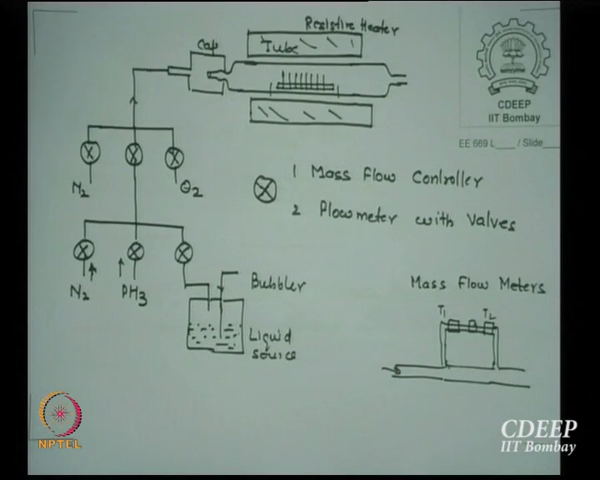 Resistive Heater
Tube
Cap
CDEEP
IIT Bombay
EE 669 L____ / Slide___
N2
O2
1 Mass Flow Controller
2 Flowmeter with Valves
N2
PH3
Bubbler
Liquid
source
Mass Flow Meters
T1
T2
NPTEL
CDEEP
IIT Bombay